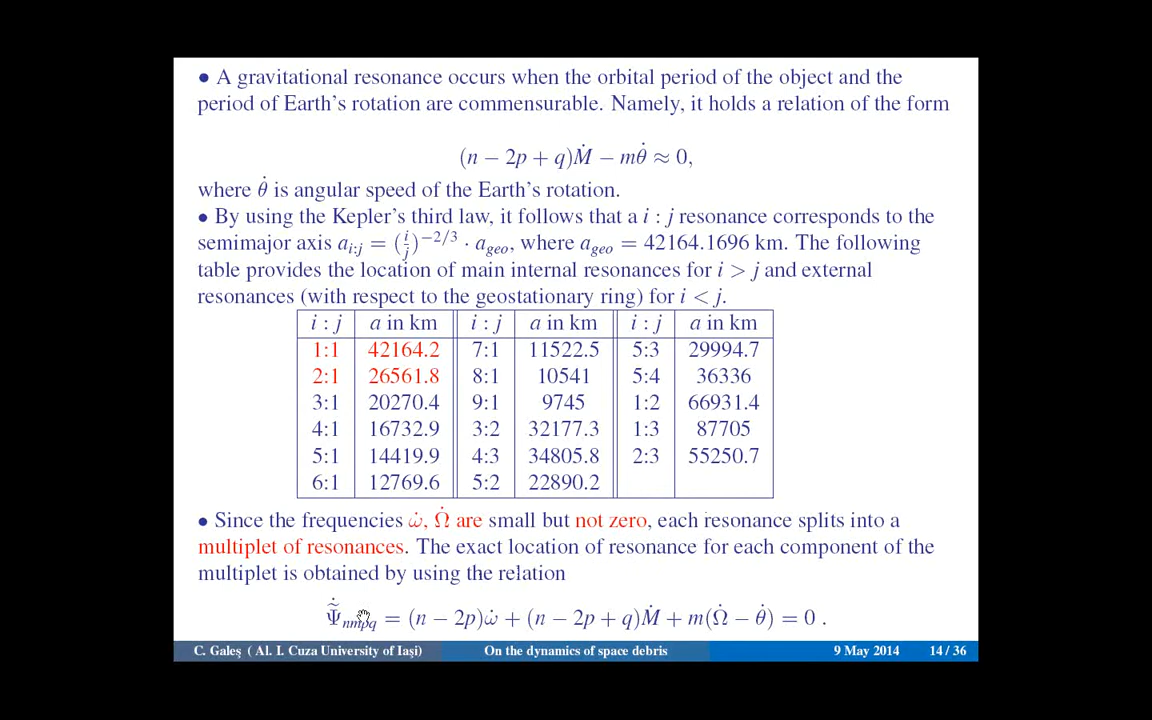 • A gravitational resonance occurs when the orbital period of the object and the
period of Earth's rotation are commensurable. Namely, it holds a relation of the form
(n − 2p + q)Ṁ − mθ̇ ≈ 0,
where θ̇ is angular speed of the Earth's rotation.
• By using the Kepler's third law, it follows that a i : j resonance corresponds to the
semimajor axis a_{i:j} = (i/j)^{−2/3} · a_{geo}, where a_{geo} = 42164.1696 km. The following
table provides the location of main internal resonances for i > j and external
resonances (with respect to the geostationary ring) for i < j.
i : j a in km i : j a in km i : j a in km
1:1 42164.2 7:1 11522.5 5:3 29994.7
2:1 26561.8 8:1 10541 5:4 36336
3:1 20270.4 9:1 9745 1:2 66931.4
4:1 16732.9 3:2 32177.3 1:3 87705
5:1 14419.9 4:3 34805.8 2:3 55250.7
6:1 12769.6 5:2 22890.2
• Since the frequencies ω̇, Ω̇ are small but not zero, each resonance splits into a
multiplet of resonances. The exact location of resonance for each component of the
multiplet is obtained by using the relation
Ψ̃̇_{nmpq} = (n − 2p)ω̇ + (n − 2p + q)Ṁ + m(Ω̇ − θ̇) = 0 .
C. Galeş ( Al. I. Cuza University of Iaşi) On the dynamics of space debris 9 May 2014 14 / 36